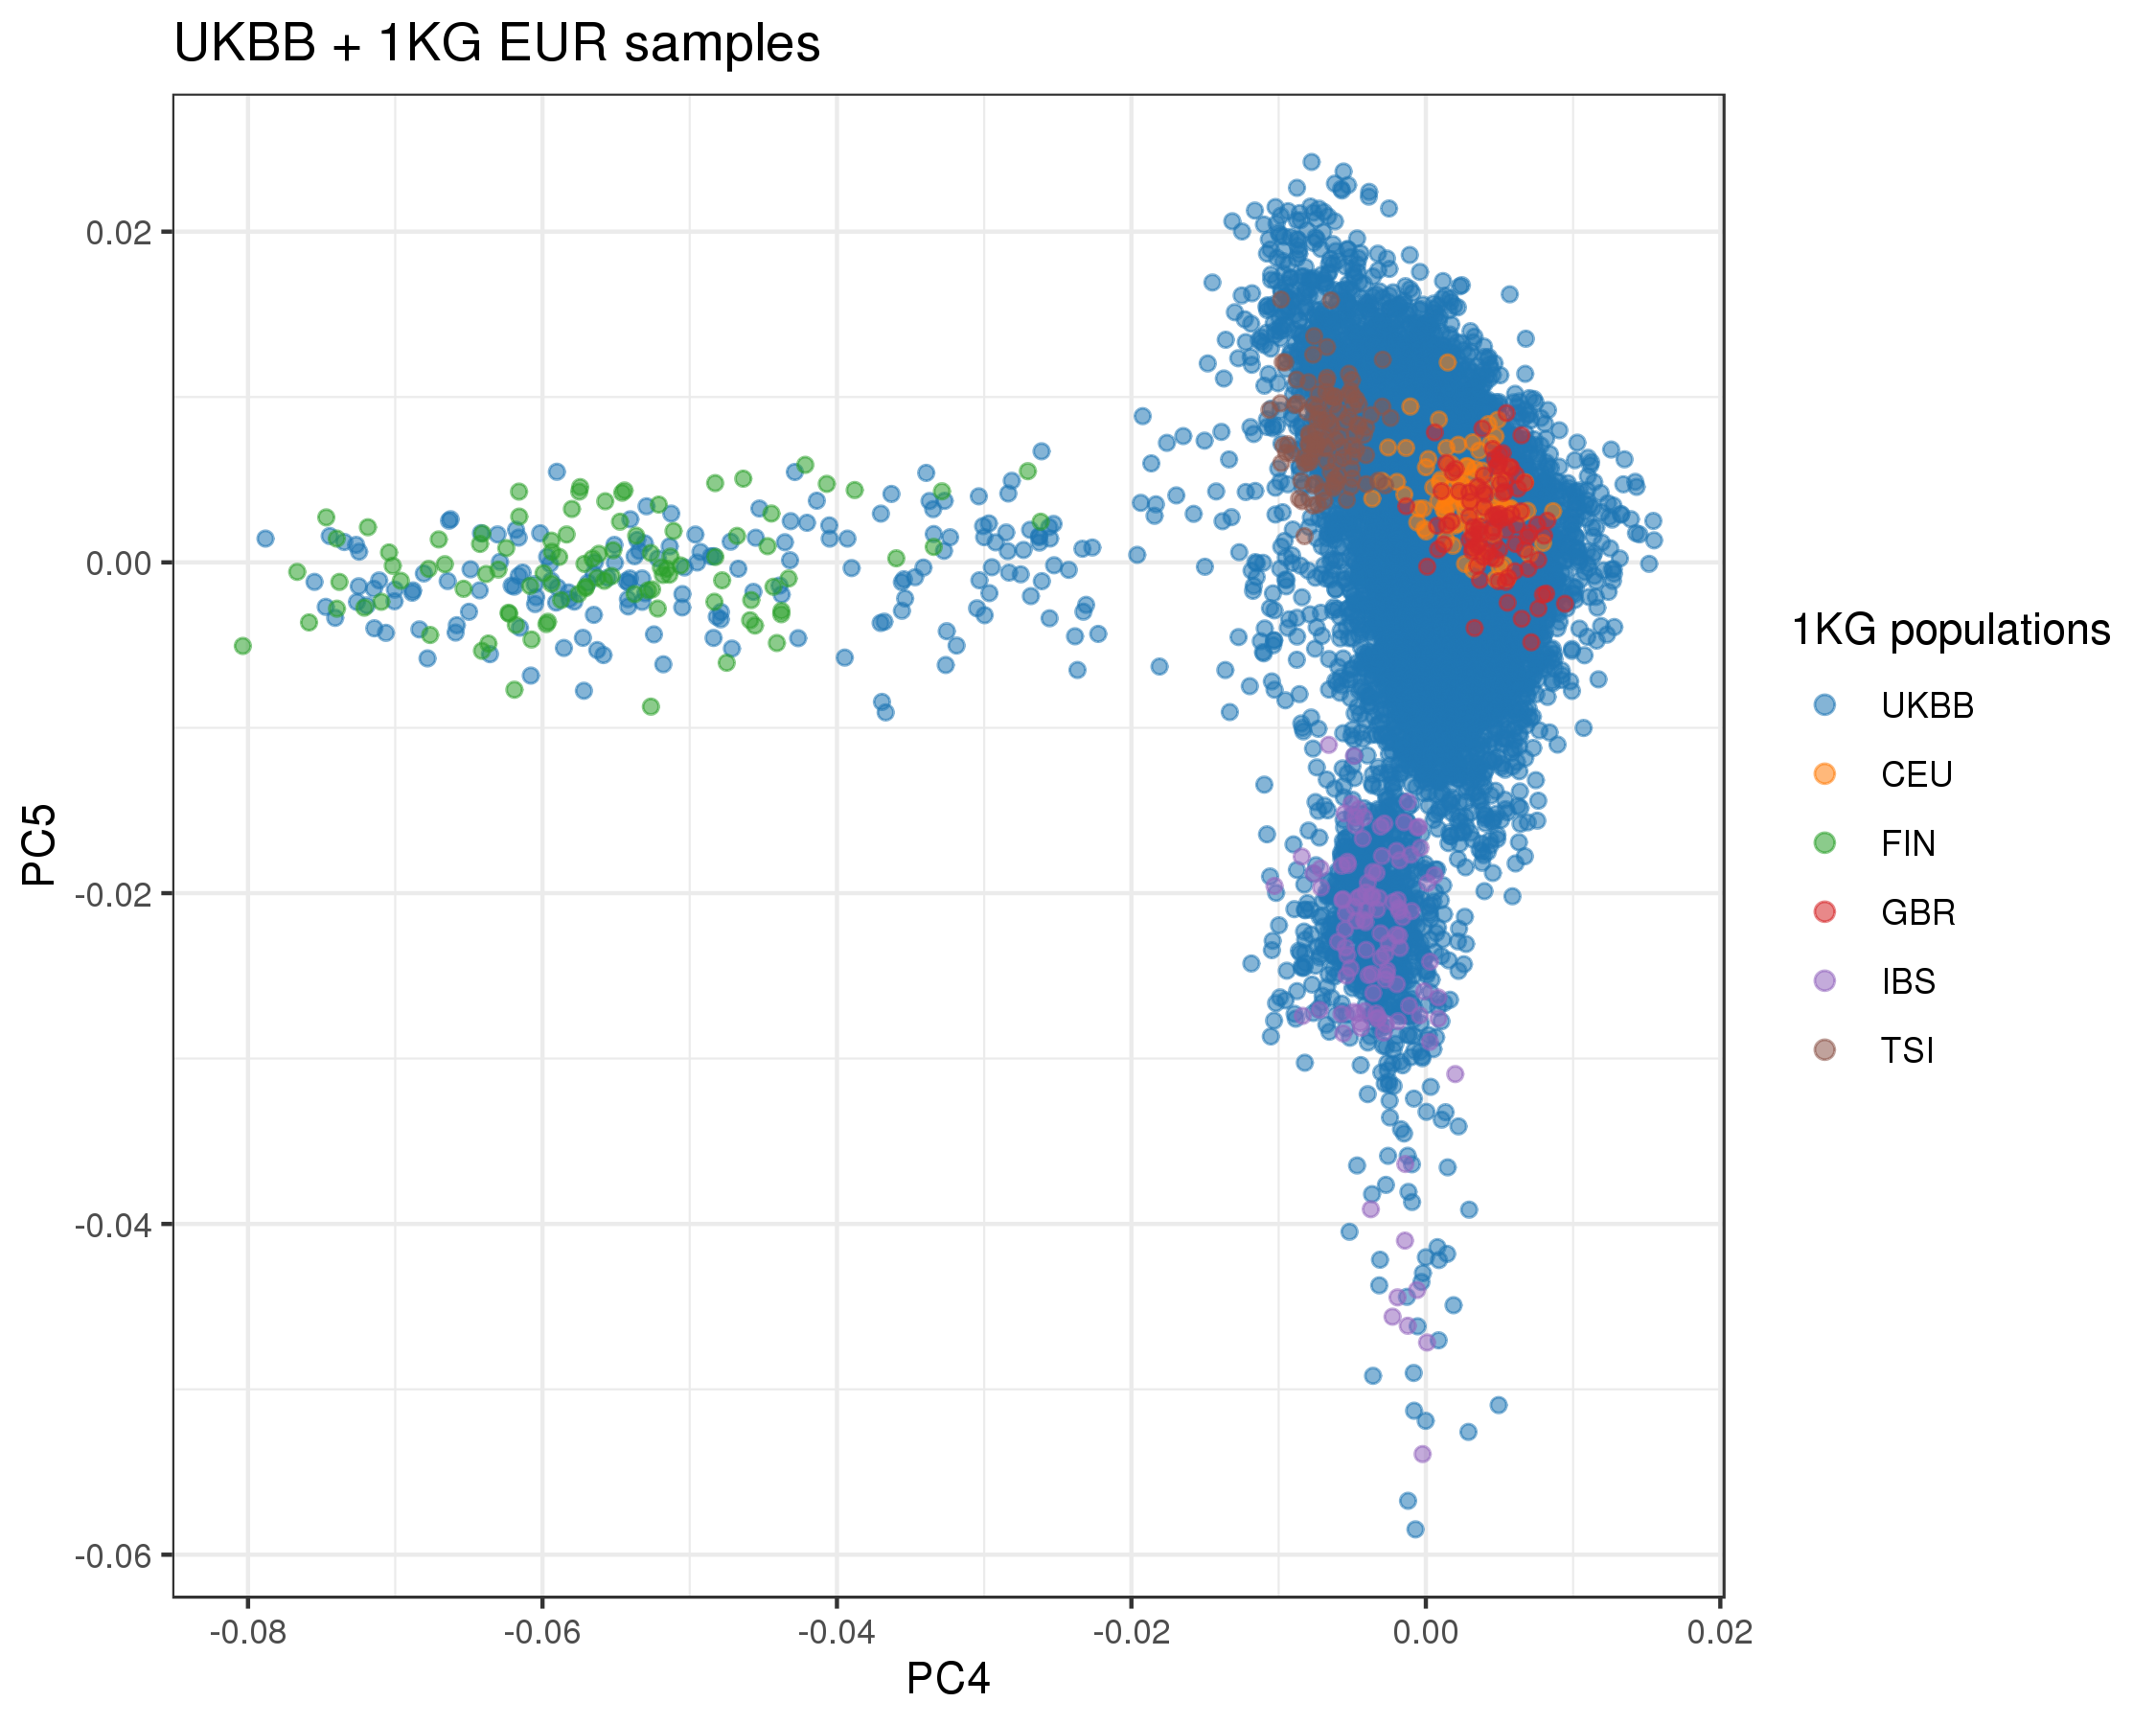 UKBB + 1KG EUR samples
0.02
0.00
-0.02
-0.04
-0.06
PC5
-0.08
-0.06
-0.04
-0.02
0.00
0.02
PC4
1KG populations
UKBB
CEU
FIN
GBR
IBS
TSI